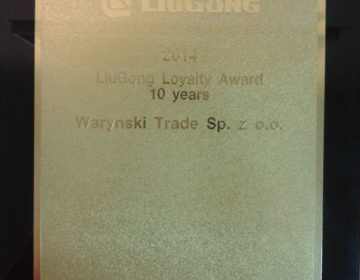 LiuGong
2014
LiuGong Loyalty Award
10 years
Warynski Trade Sp. z o.o.